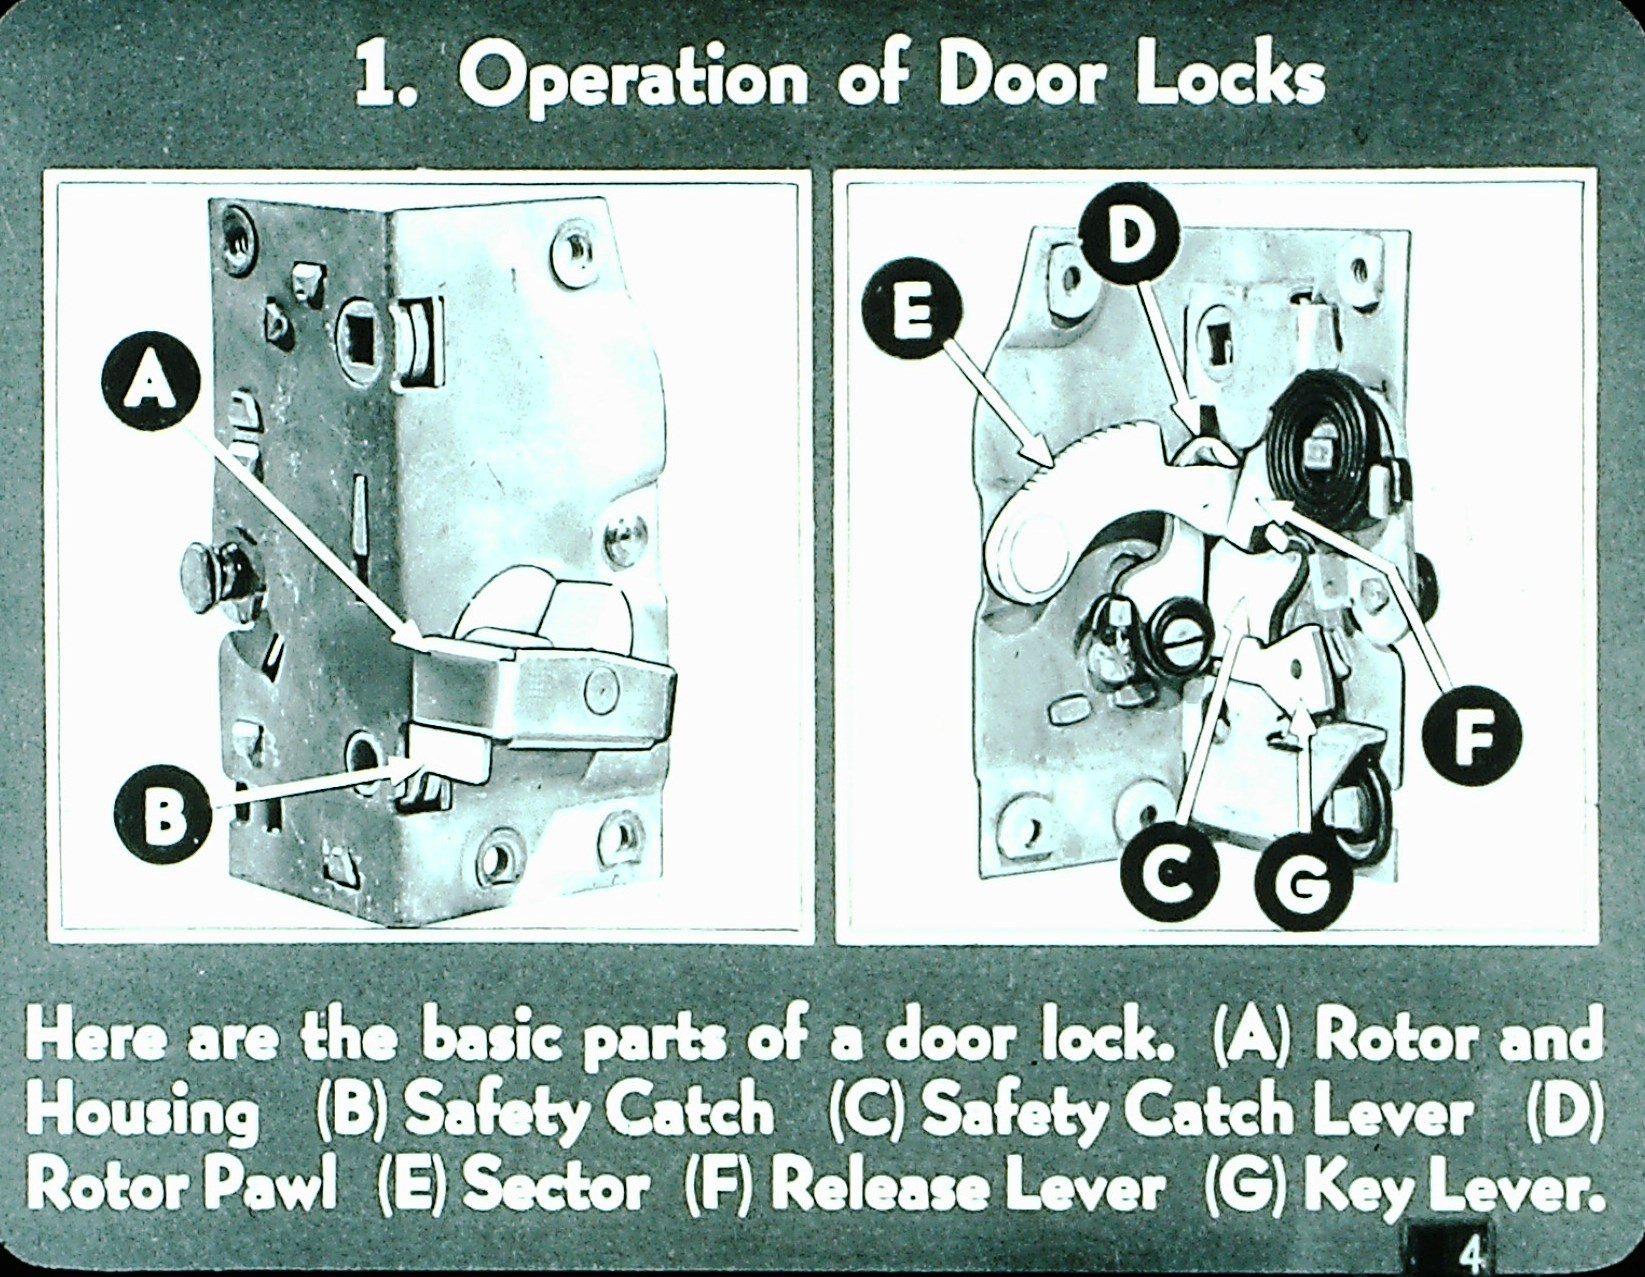 1. Operation of Door Locks
A
B
E
D
F
C
G
Here are the basic parts of a door lock. (A) Rotor and
Housing (B) Safety Catch (C) Safety Catch Lever (D)
Rotor Pawl (E) Sector (F) Release Lever (G) Key Lever.
4